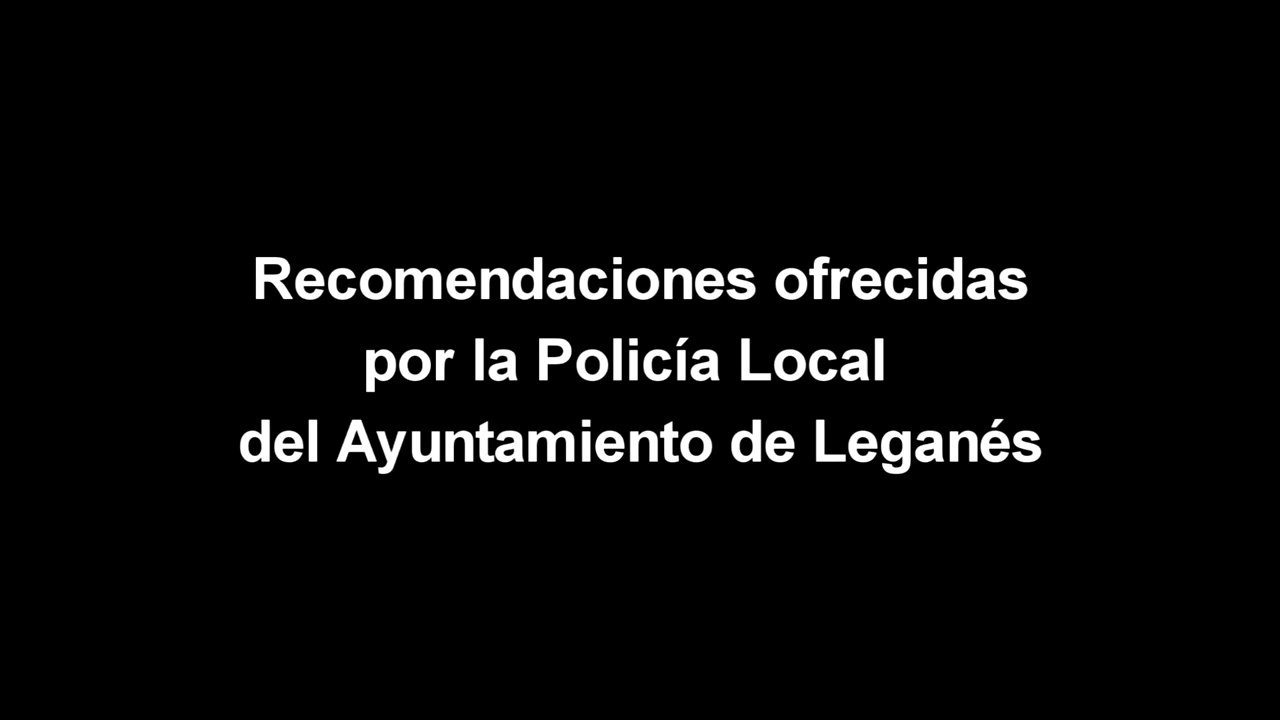 Recomendaciones ofrecidas
por la Policía Local
del Ayuntamiento de Leganés